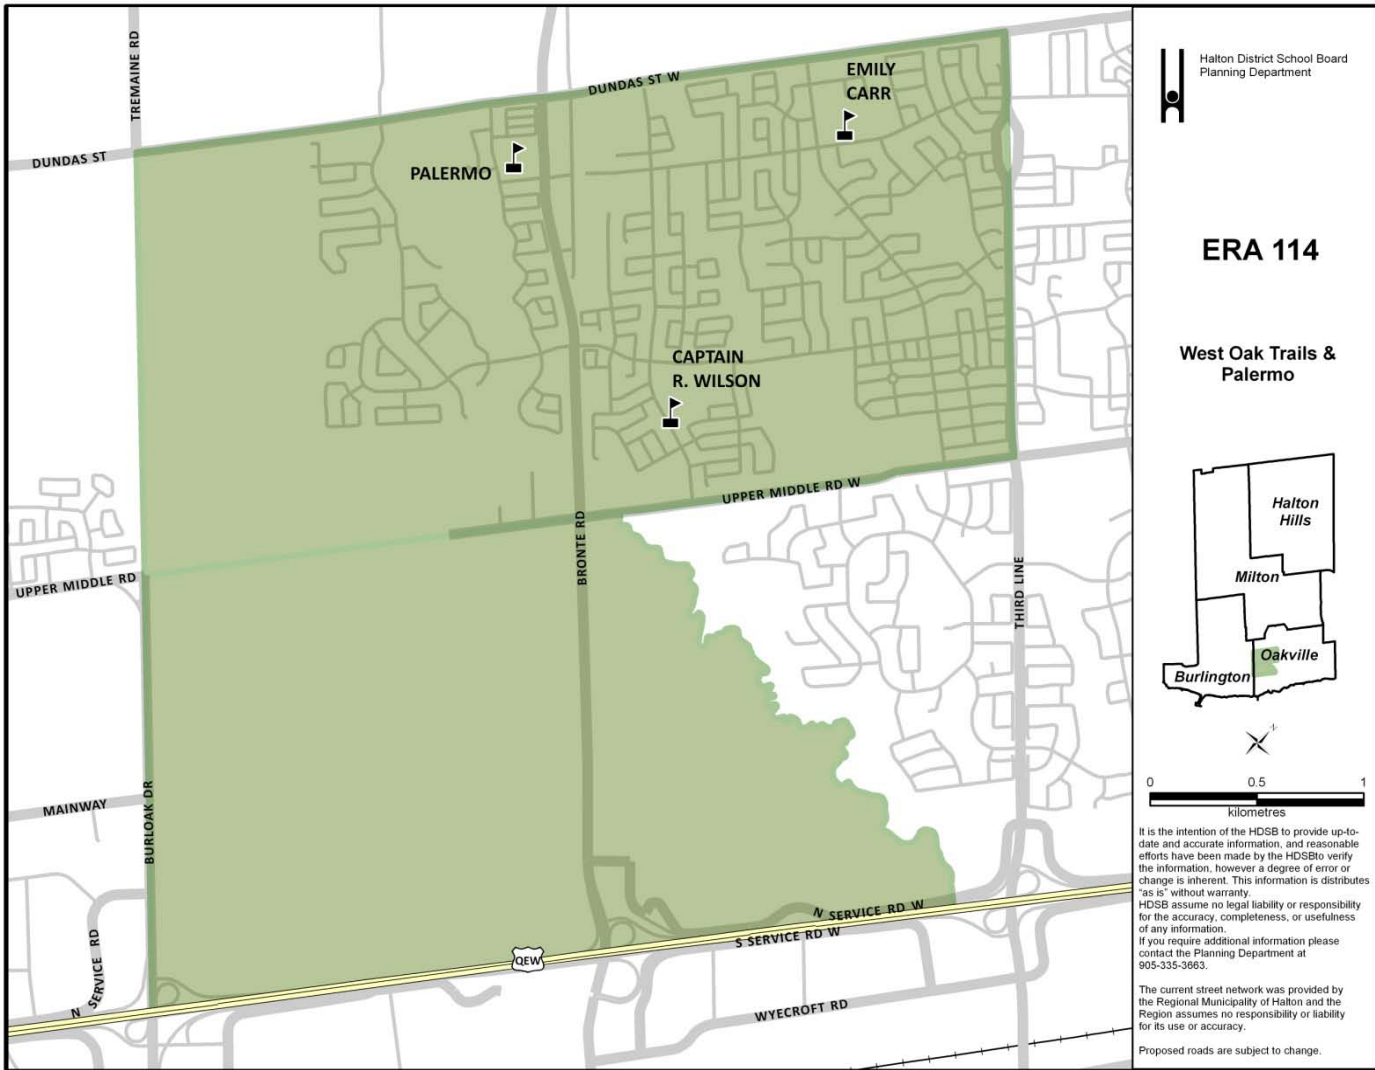 TREMAINE RD
DUNDAS ST W
DUNDAS ST
EMILY
CARR
PALERMO
CAPTAIN
R. WILSON
UPPER MIDDLE RD W
BRONTE RD
UPPER MIDDLE RD
THIRD LINE
MAINWAY
BURLOAK DR
N SERVICE RD
N SERVICE RD W
S SERVICE RD W
QEW
WYECROFT RD
Halton District School Board
Planning Department
ERA 114
West Oak Trails &
Palermo
Halton
Hills
Milton
Oakville
Burlington
0 0.5 1
kilometres
It is the intention of the HDSB to provide up-to-
date and accurate information, and reasonable
efforts have been made by the HDSBto verify
the information, however a degree of error or
change is inherent. This information is distributes
"as is" without warranty.
HDSB assume no legal liability or responsibility
for the accuracy, completeness, or usefulness
of any information.
If you require additional information please
contact the Planning Department at
905-335-3663.
The current street network was provided by
the Regional Municipality of Halton and the
Region assumes no responsibility or liability
for its use or accuracy.
Proposed roads are subject to change.